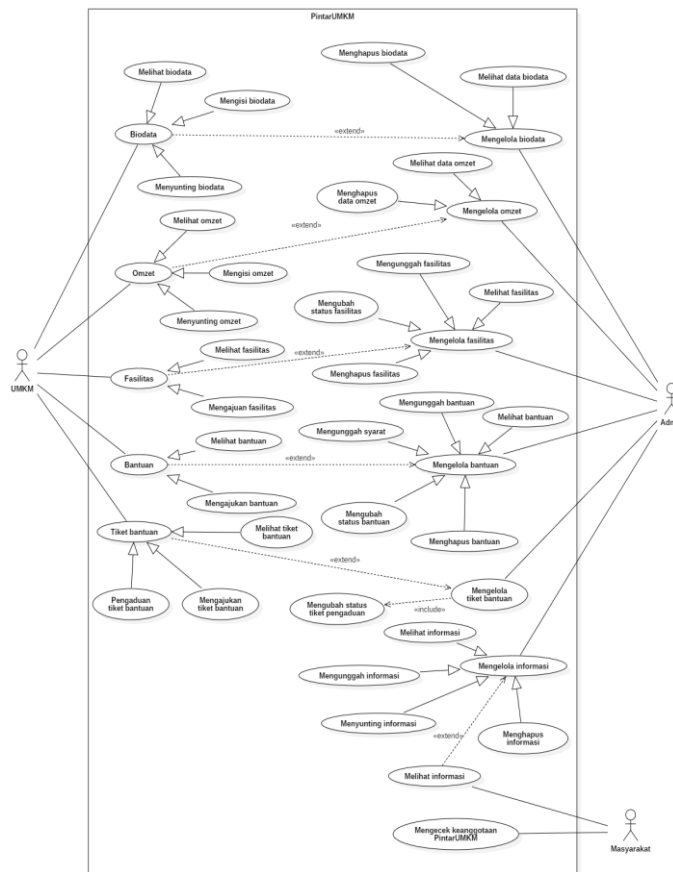 PintarUMKM
Menghapus biodata
Melihat biodata
Melihat data biodata
Mengisi biodata
Biodata
«extend»
Mengelola biodata
Melihat data omzet
Menyunting biodata
Menghapus
data omzet
Mengelola omzet
Melihat omzet
«extend»
Mengunggah fasilitas
Omzet
Mengisi omzet
Melihat fasilitas
Mengubah
status fasilitas
Menyunting omzet
Mengelola fasilitas
Melihat fasilitas
«extend»
UMKM
Fasilitas
Menghapus fasilitas
Mengajuan fasilitas
Mengunggah bantuan
Melihat bantuan
Adm
Mengunggah syarat
Melihat bantuan
Bantuan
«extend»
Mengelola bantuan
Mengajukan bantuan
Mengubah
status bantuan
Tiket bantuan
Melihat tiket
bantuan
Menghapus bantuan
«extend»
Mengelola
tiket bantuan
Pengaduan
tiket bantuan
Mengajukan
tiket bantuan
Mengubah status
tiket pengaduan
«include»
Melihat informasi
Mengelola informasi
Mengunggah informasi
Menyunting informasi
«extend»
Menghapus
informasi
Melihat informasi
Mengecek keanggotaan
PintarUMKM
Masyarakat